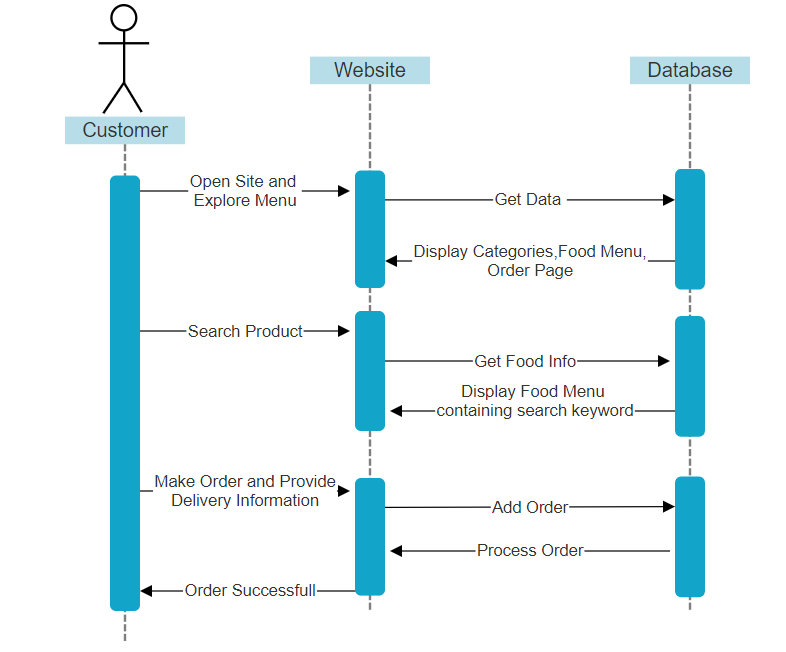 Website
Database
Customer
Open Site and
Explore Menu
Get Data
Display Categories,Food Menu,
Order Page
Search Product
Get Food Info
Display Food Menu
containing search keyword
Make Order and Provide
Delivery Information
Add Order
Process Order
Order Successfull